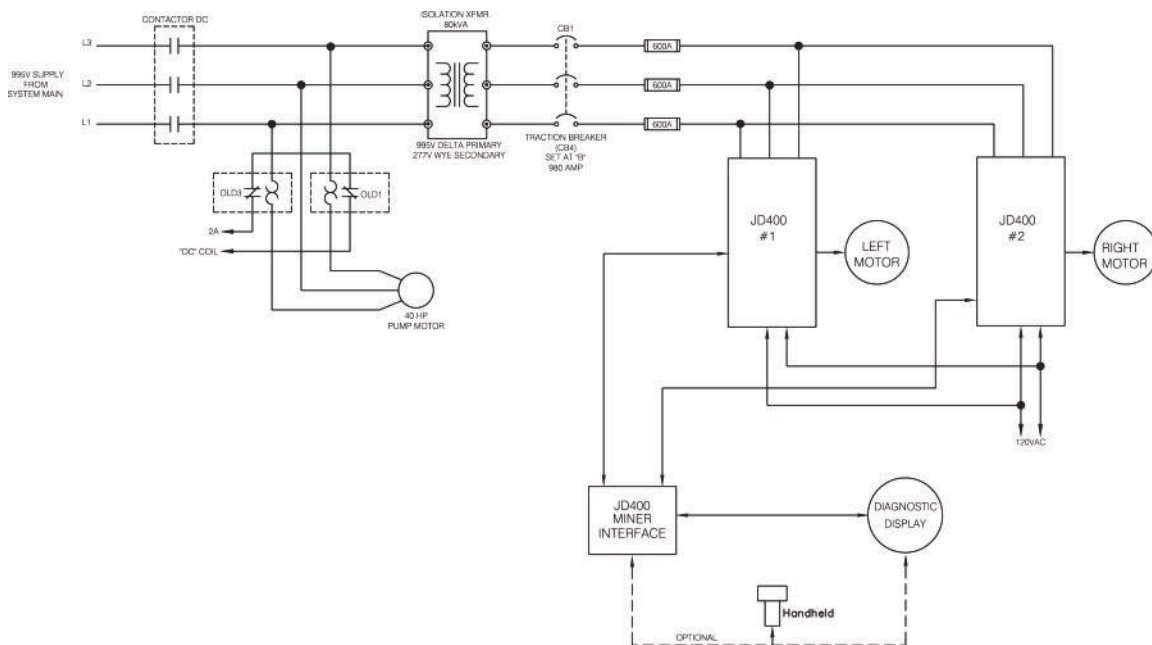 CONTACTOR DC
ISOLATION XFMR.
80kVA
CB1
L3
L2
L1
995V SUPPLY
FROM
SYSTEM MAIN
600A
600A
600A
995V DELTA PRIMARY
277V WYE SECONDARY
TRACTION BREAKER
(CB4)
SET AT "B"
980 AMP
OLD3
OLD1
2A
"DC" COIL
40 HP
PUMP MOTOR
JD400
#1
LEFT
MOTOR
JD400
#2
RIGHT
MOTOR
120VAC
JD400
MINER
INTERFACE
DIAGNOSTIC
DISPLAY
Handheld
OPTIONAL